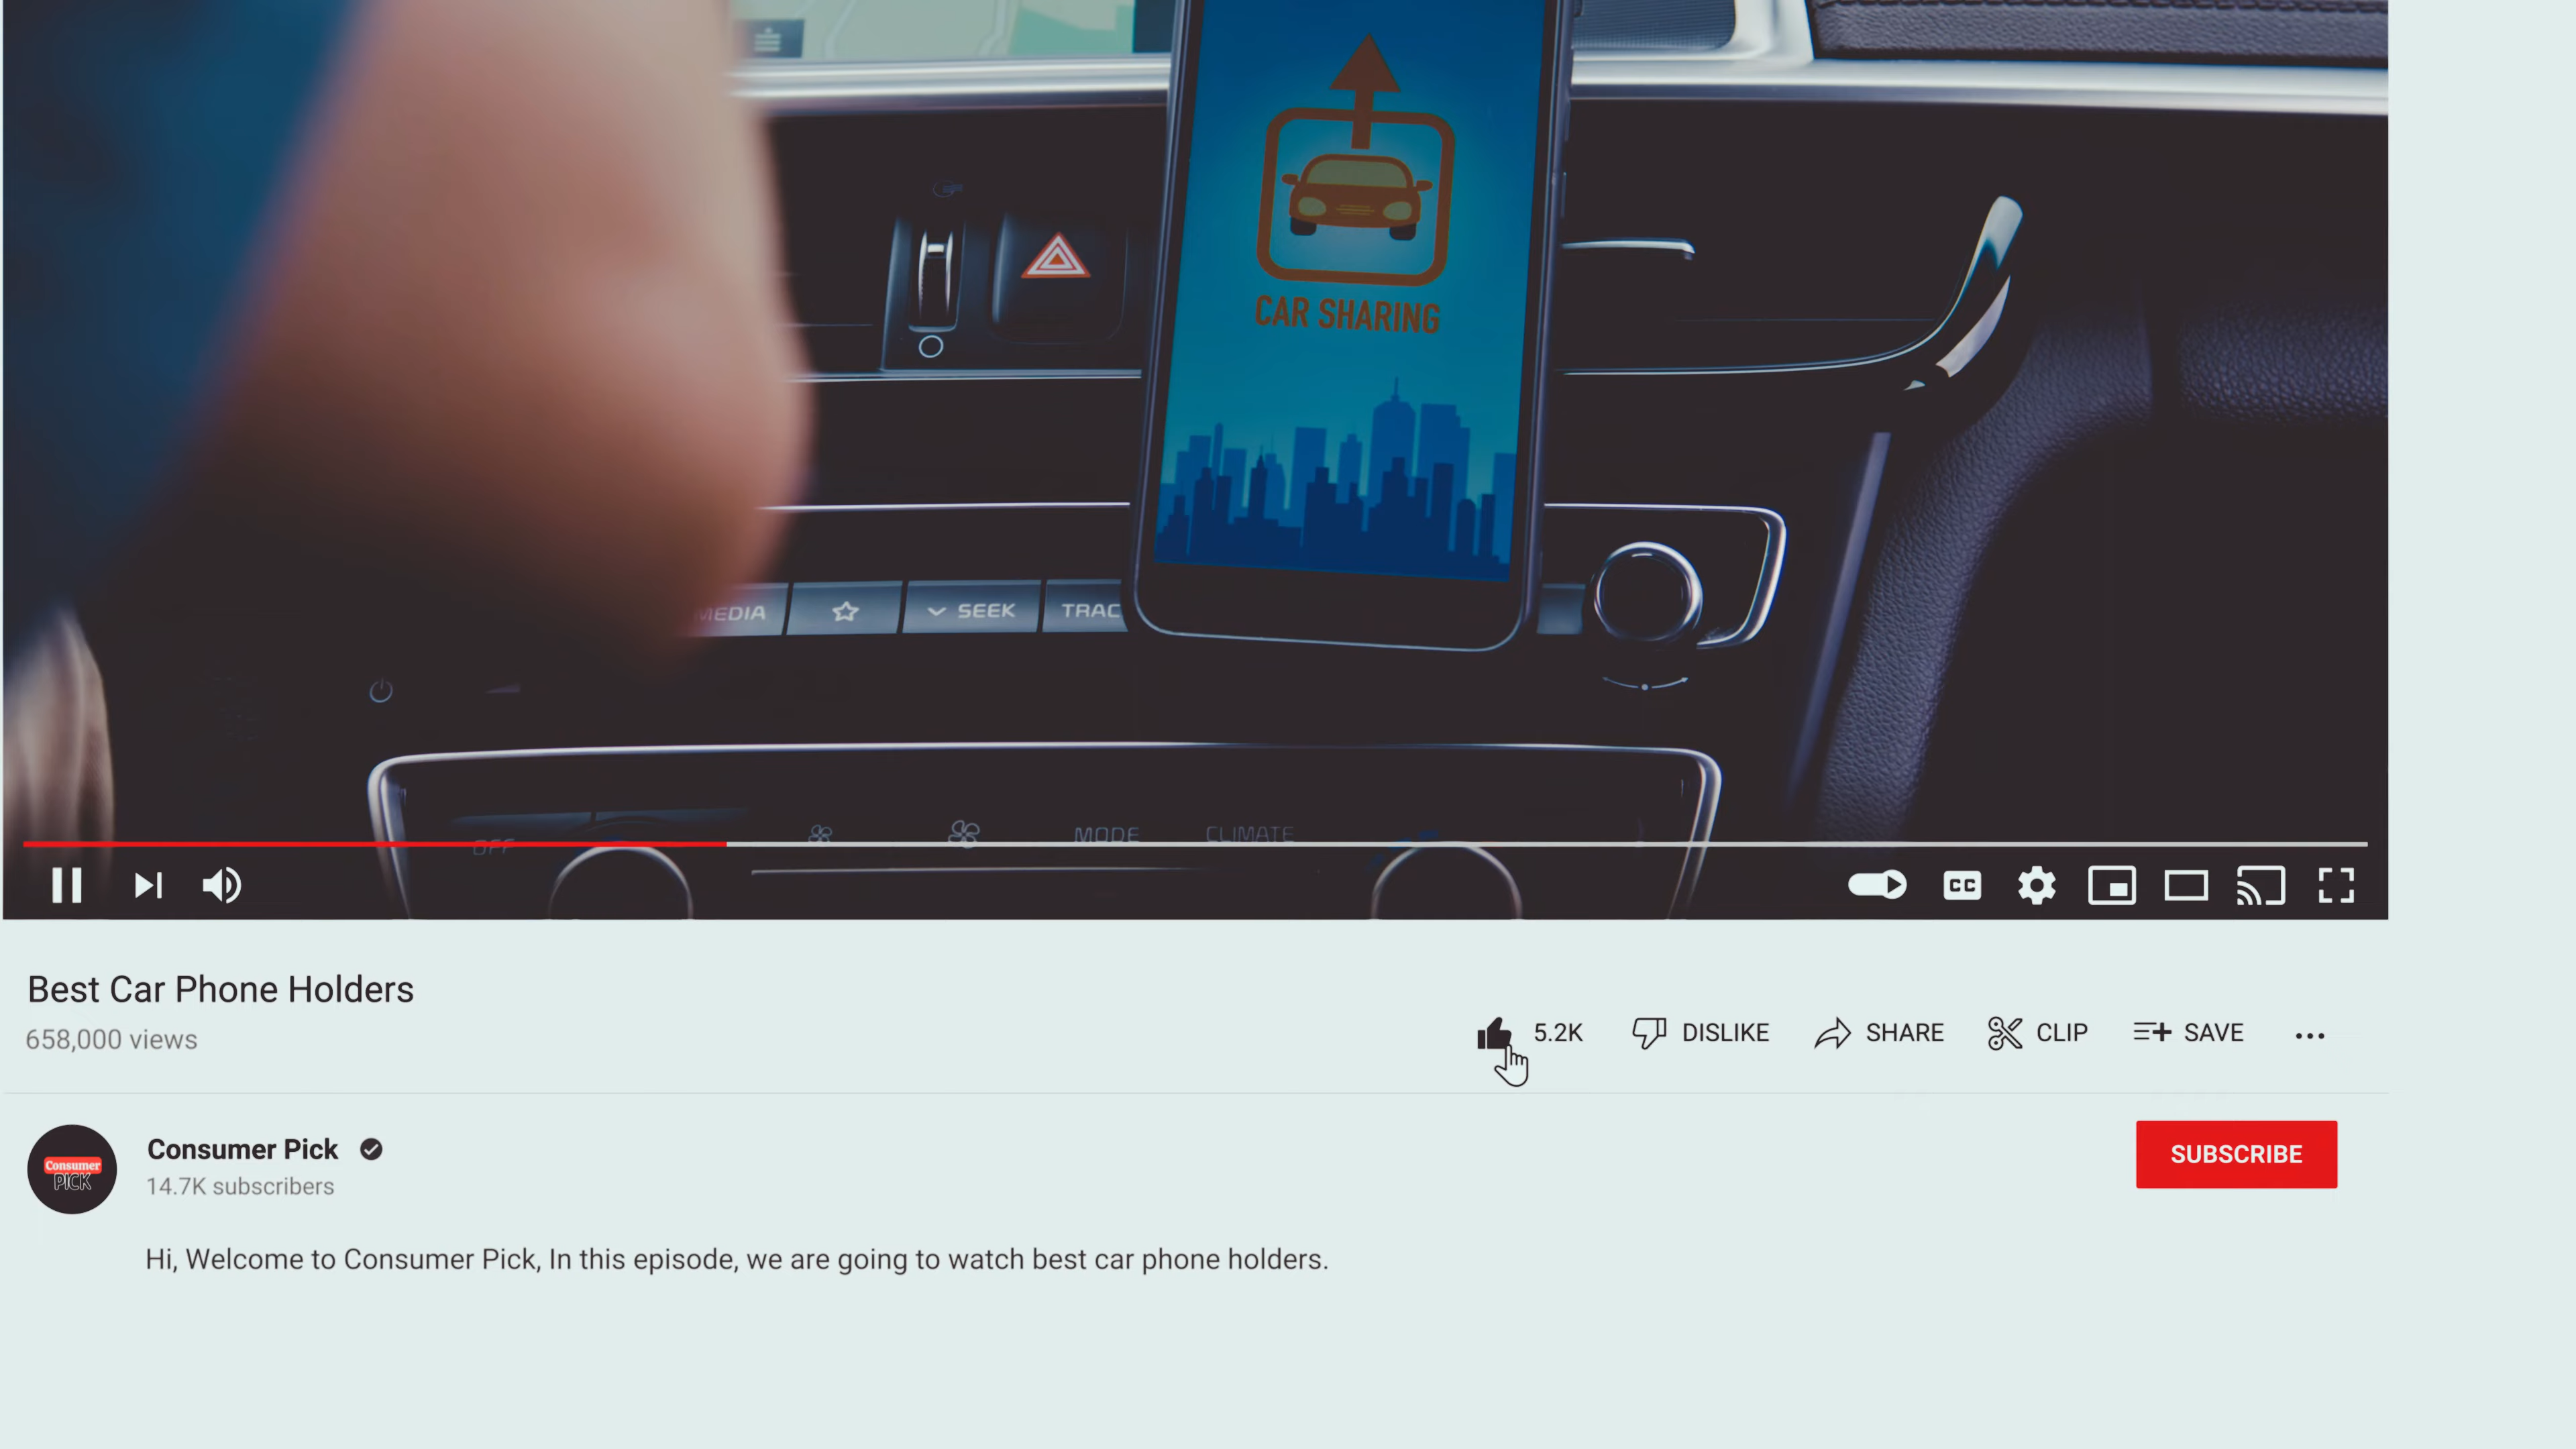 CAR SHARING
MEDIA
SEEK
TRAC
OFF
MODE
CLIMATE
CC
Best Car Phone Holders
658,000 views
5.2K
DISLIKE
SHARE
CLIP
SAVE
Consumer
PICK
Consumer Pick
14.7K subscribers
SUBSCRIBE
Hi, Welcome to Consumer Pick, In this episode, we are going to watch best car phone holders.